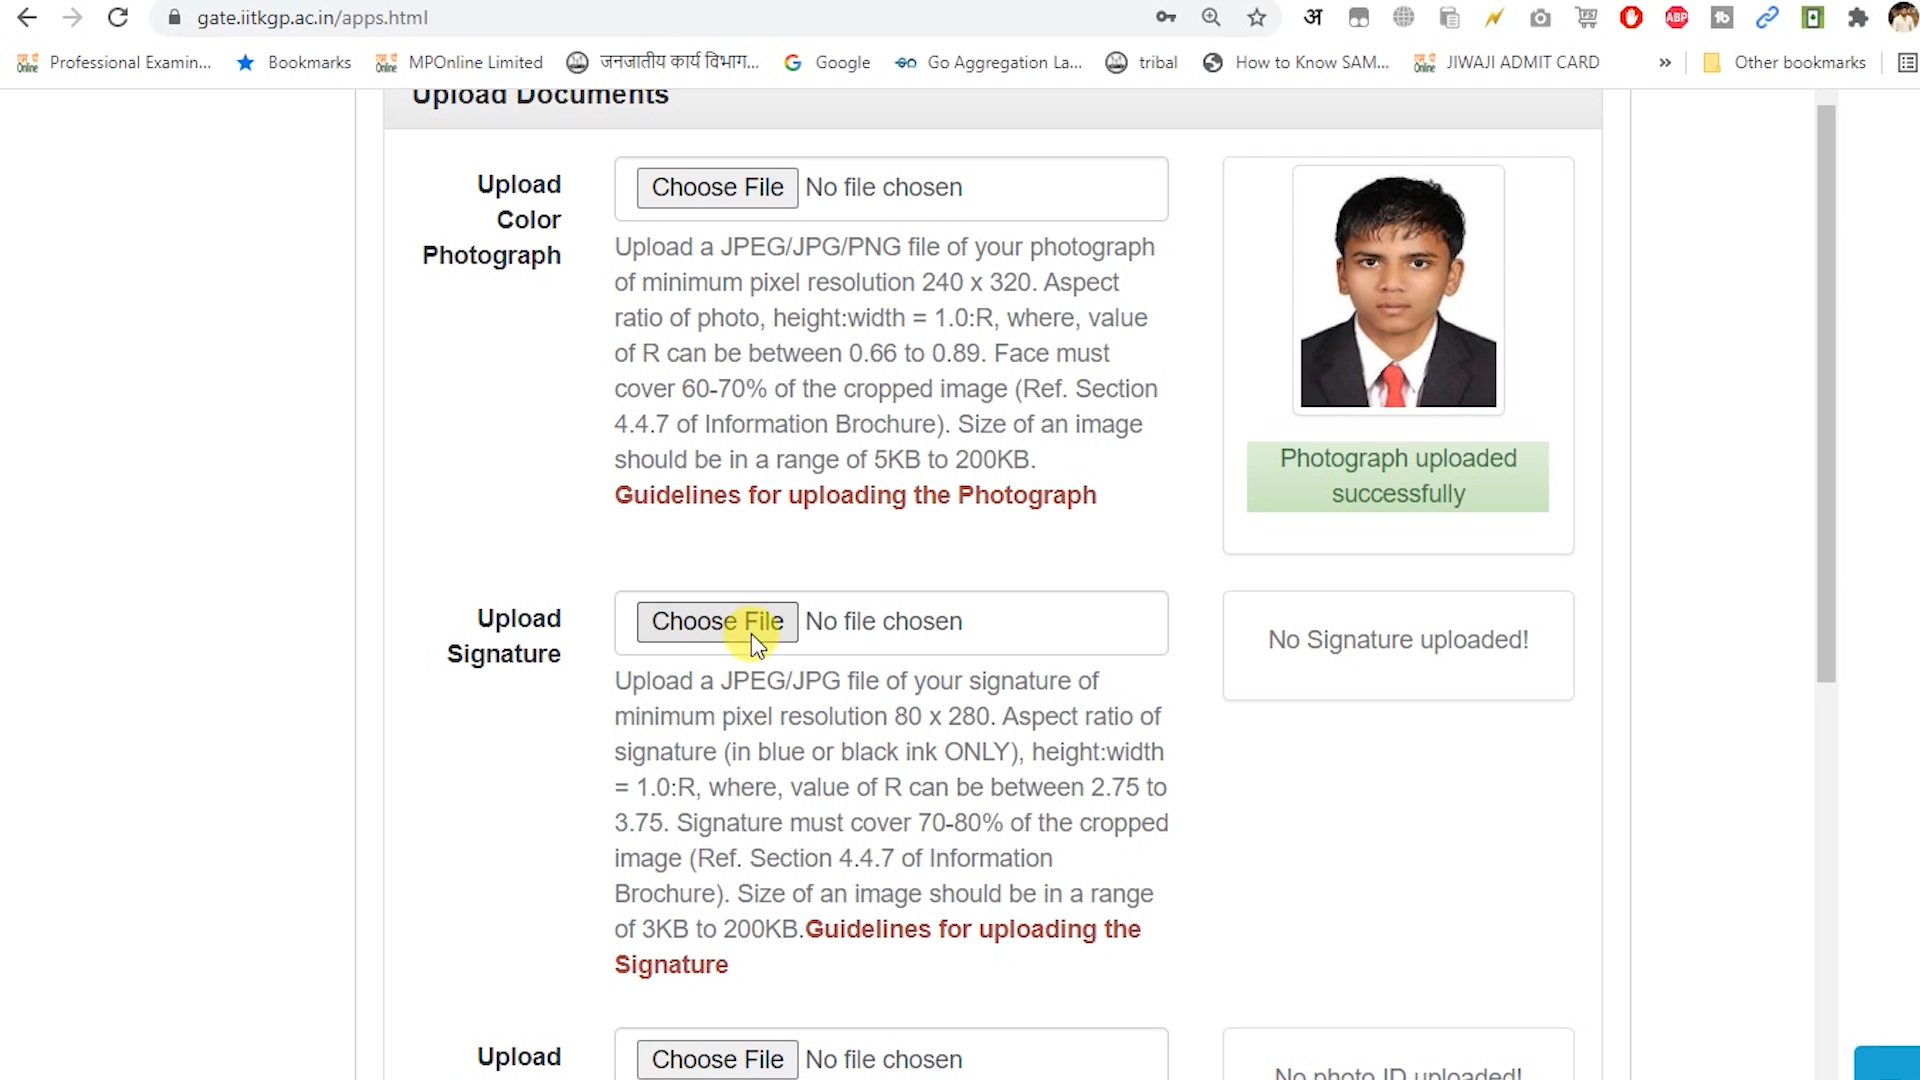 gate.iitkgp.ac.in/apps.html
अ
FS
ABP
tb
एम पी Online Professional Examin...
Bookmarks
एम पी Online MPOnline Limited
जनजातीय कार्य विभाग...
Google
Go Aggregation La...
tribal
How to Know SAM...
एम पी Online JIWAJI ADMIT CARD
»
Other bookmarks
Upload Documents
Upload
Color
Photograph
Choose File No file chosen
Upload a JPEG/JPG/PNG file of your photograph
of minimum pixel resolution 240 x 320. Aspect
ratio of photo, height:width = 1.0:R, where, value
of R can be between 0.66 to 0.89. Face must
cover 60-70% of the cropped image (Ref. Section
4.4.7 of Information Brochure). Size of an image
should be in a range of 5KB to 200KB.
Guidelines for uploading the Photograph
Photograph uploaded
successfully
Upload
Signature
Choose File No file chosen
Upload a JPEG/JPG file of your signature of
minimum pixel resolution 80 x 280. Aspect ratio of
signature (in blue or black ink ONLY), height:width
= 1.0:R, where, value of R can be between 2.75 to
3.75. Signature must cover 70-80% of the cropped
image (Ref. Section 4.4.7 of Information
Brochure). Size of an image should be in a range
of 3KB to 200KB.Guidelines for uploading the
Signature
No Signature uploaded!
Upload
Choose File No file chosen
No photo ID uploaded!